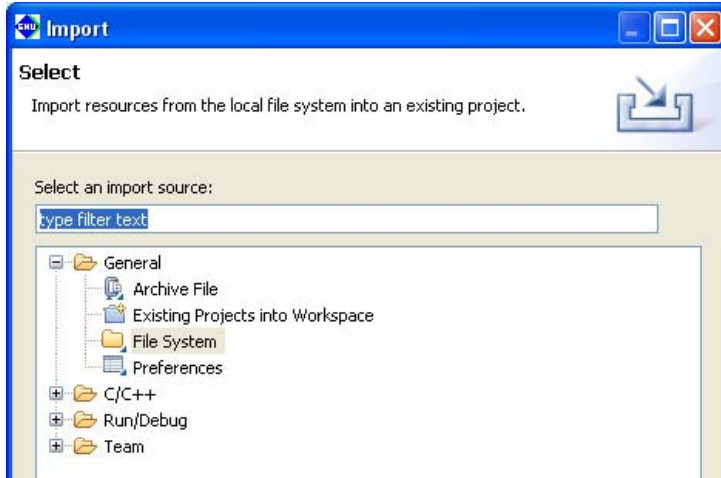 GNU Import
Select
Import resources from the local file system into an existing project.
Select an import source:
type filter text
General
Archive File
Existing Projects into Workspace
File System
Preferences
C/C++
Run/Debug
Team